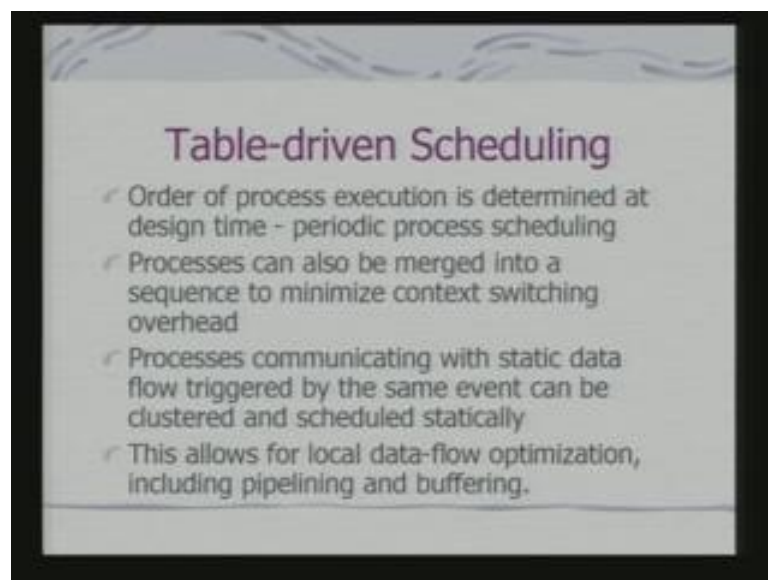 Table-driven Scheduling
Order of process execution is determined at
design time - periodic process scheduling
Processes can also be merged into a
sequence to minimize context switching
overhead
Processes communicating with static data
flow triggered by the same event can be
clustered and scheduled statically
This allows for local data-flow optimization,
including pipelining and buffering.